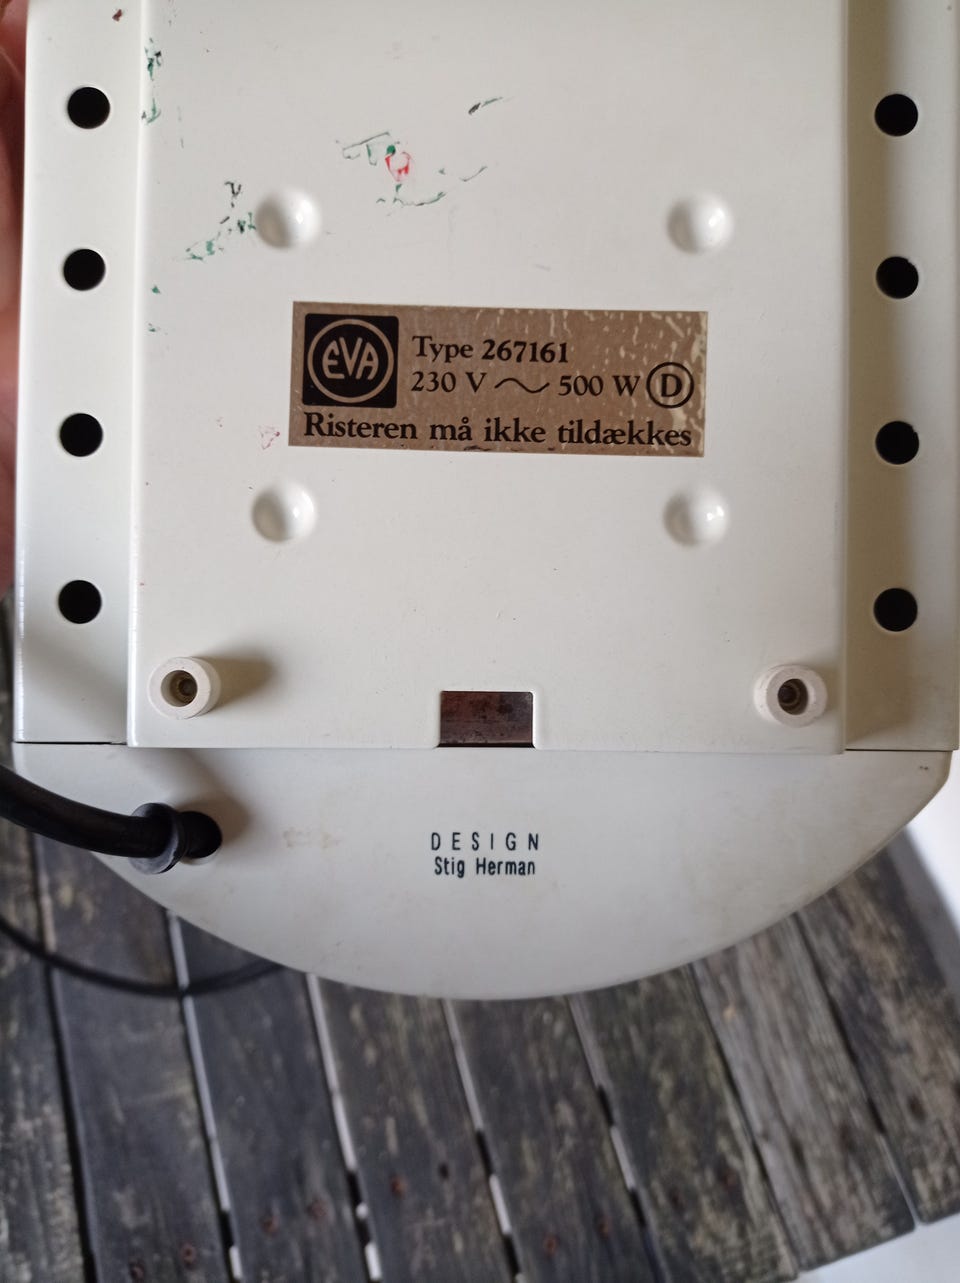 EVA
Type 267161
230 V ~ 500 W D
Risteren må ikke tildækkes
DESIGN
Stig Herman